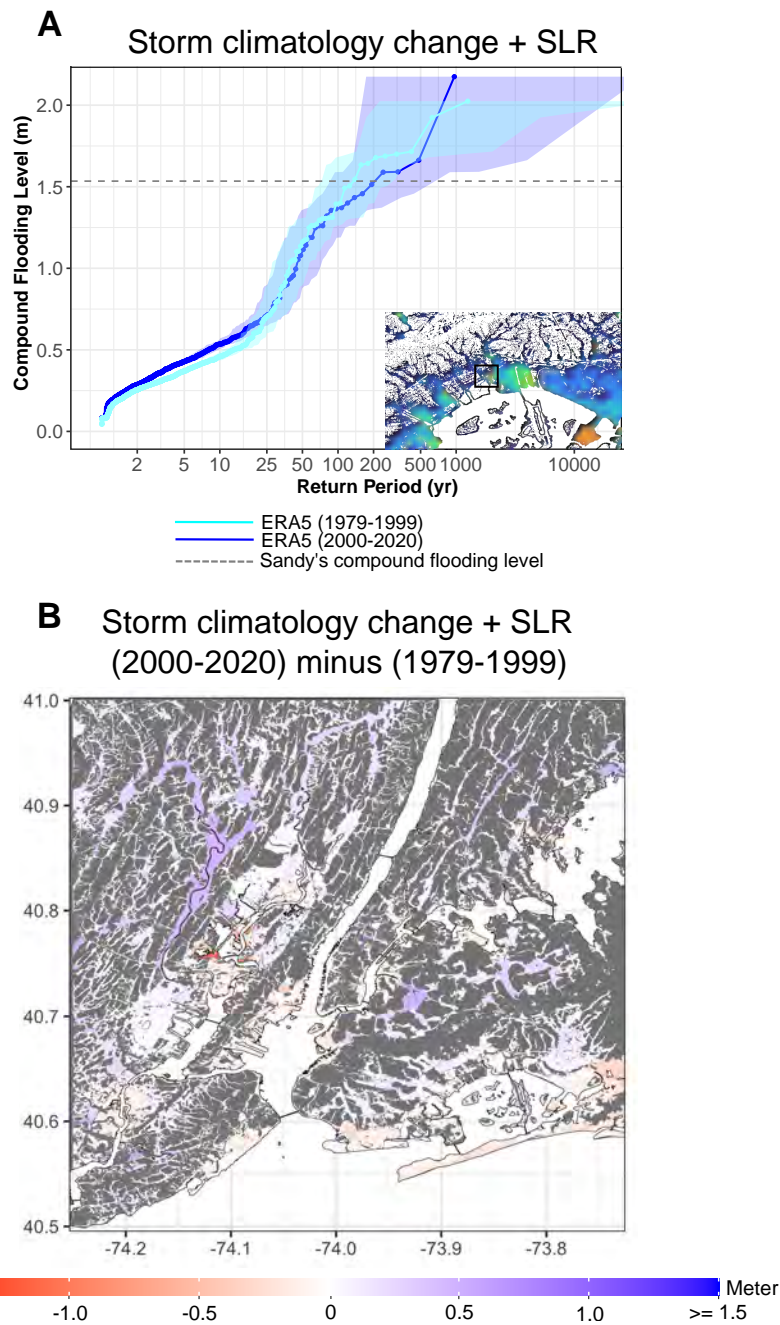 A
Storm climatology change + SLR
Compound Flooding Level (m)
2.0
1.5
1.0
0.5
0.0
2 5 10 25 50 100 200 500 1000 10000
Return Period (yr)
ERA5 (1979-1999)
ERA5 (2000-2020)
Sandy's compound flooding level
B
Storm climatology change + SLR
(2000-2020) minus (1979-1999)
41.0
40.9
40.8
40.7
40.6
40.5
-74.2 -74.1 -74.0 -73.9 -73.8
Meter
-1.0 -0.5 0 0.5 1.0 >= 1.5